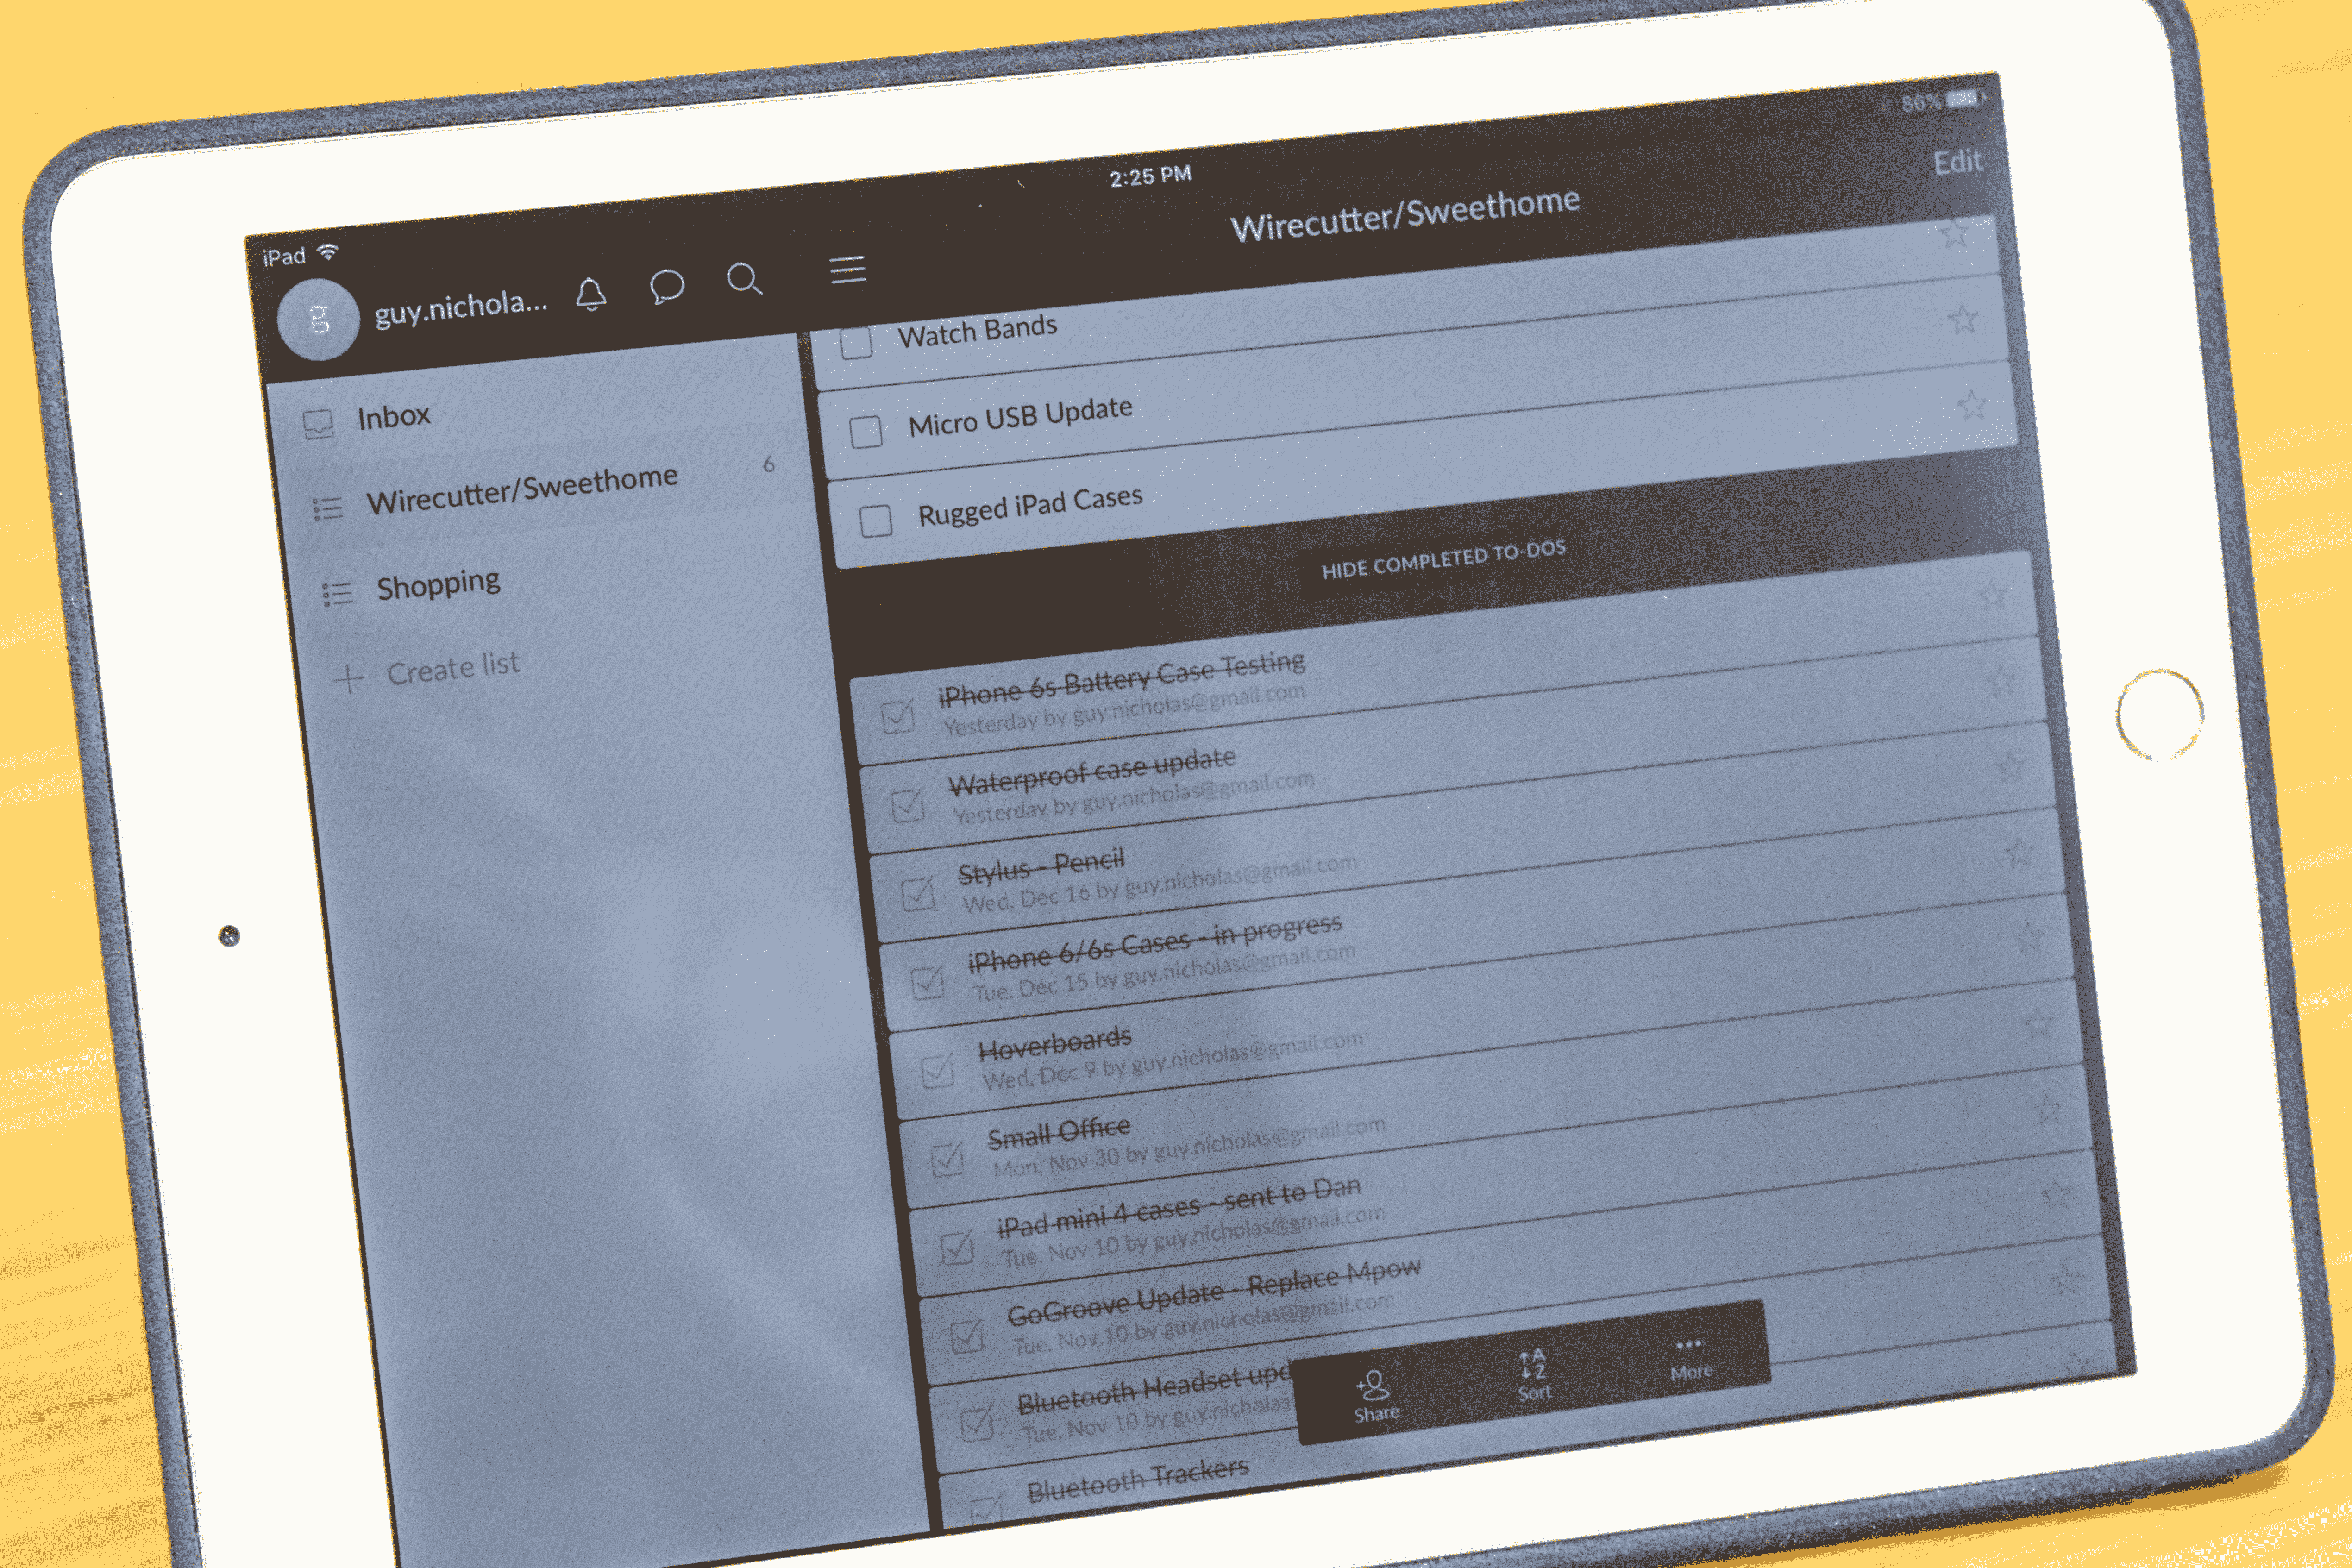 iPad
2:25 PM
86%
g
guy.nichola...
Wirecutter/Sweethome
Edit
Inbox
Wirecutter/Sweethome 6
Shopping
Create list
Watch Bands
Micro USB Update
Rugged iPad Cases
HIDE COMPLETED TO-DOS
iPhone 6s Battery Case Testing
Yesterday by guy.nicholas@gmail.com
Waterproof case update
Yesterday by guy.nicholas@gmail.com
Stylus - Pencil
Wed, Dec 16 by guy.nicholas@gmail.com
iPhone 6/6s Cases - in progress
Tue, Dec 15 by guy.nicholas@gmail.com
Hoverboards
Wed, Dec 9 by guy.nicholas@gmail.com
Small Office
Mon, Nov 30 by guy.nicholas@gmail.com
iPad mini 4 cases - sent to Dan
Tue, Nov 10 by guy.nicholas@gmail.com
GoGroove Update - Replace Mpow
Tue, Nov 10 by guy.nicholas@gmail.com
Bluetooth Headset upd
Tue, Nov 10 by guy.nicholas
Bluetooth Trackers
Share
A
Z
Sort
More